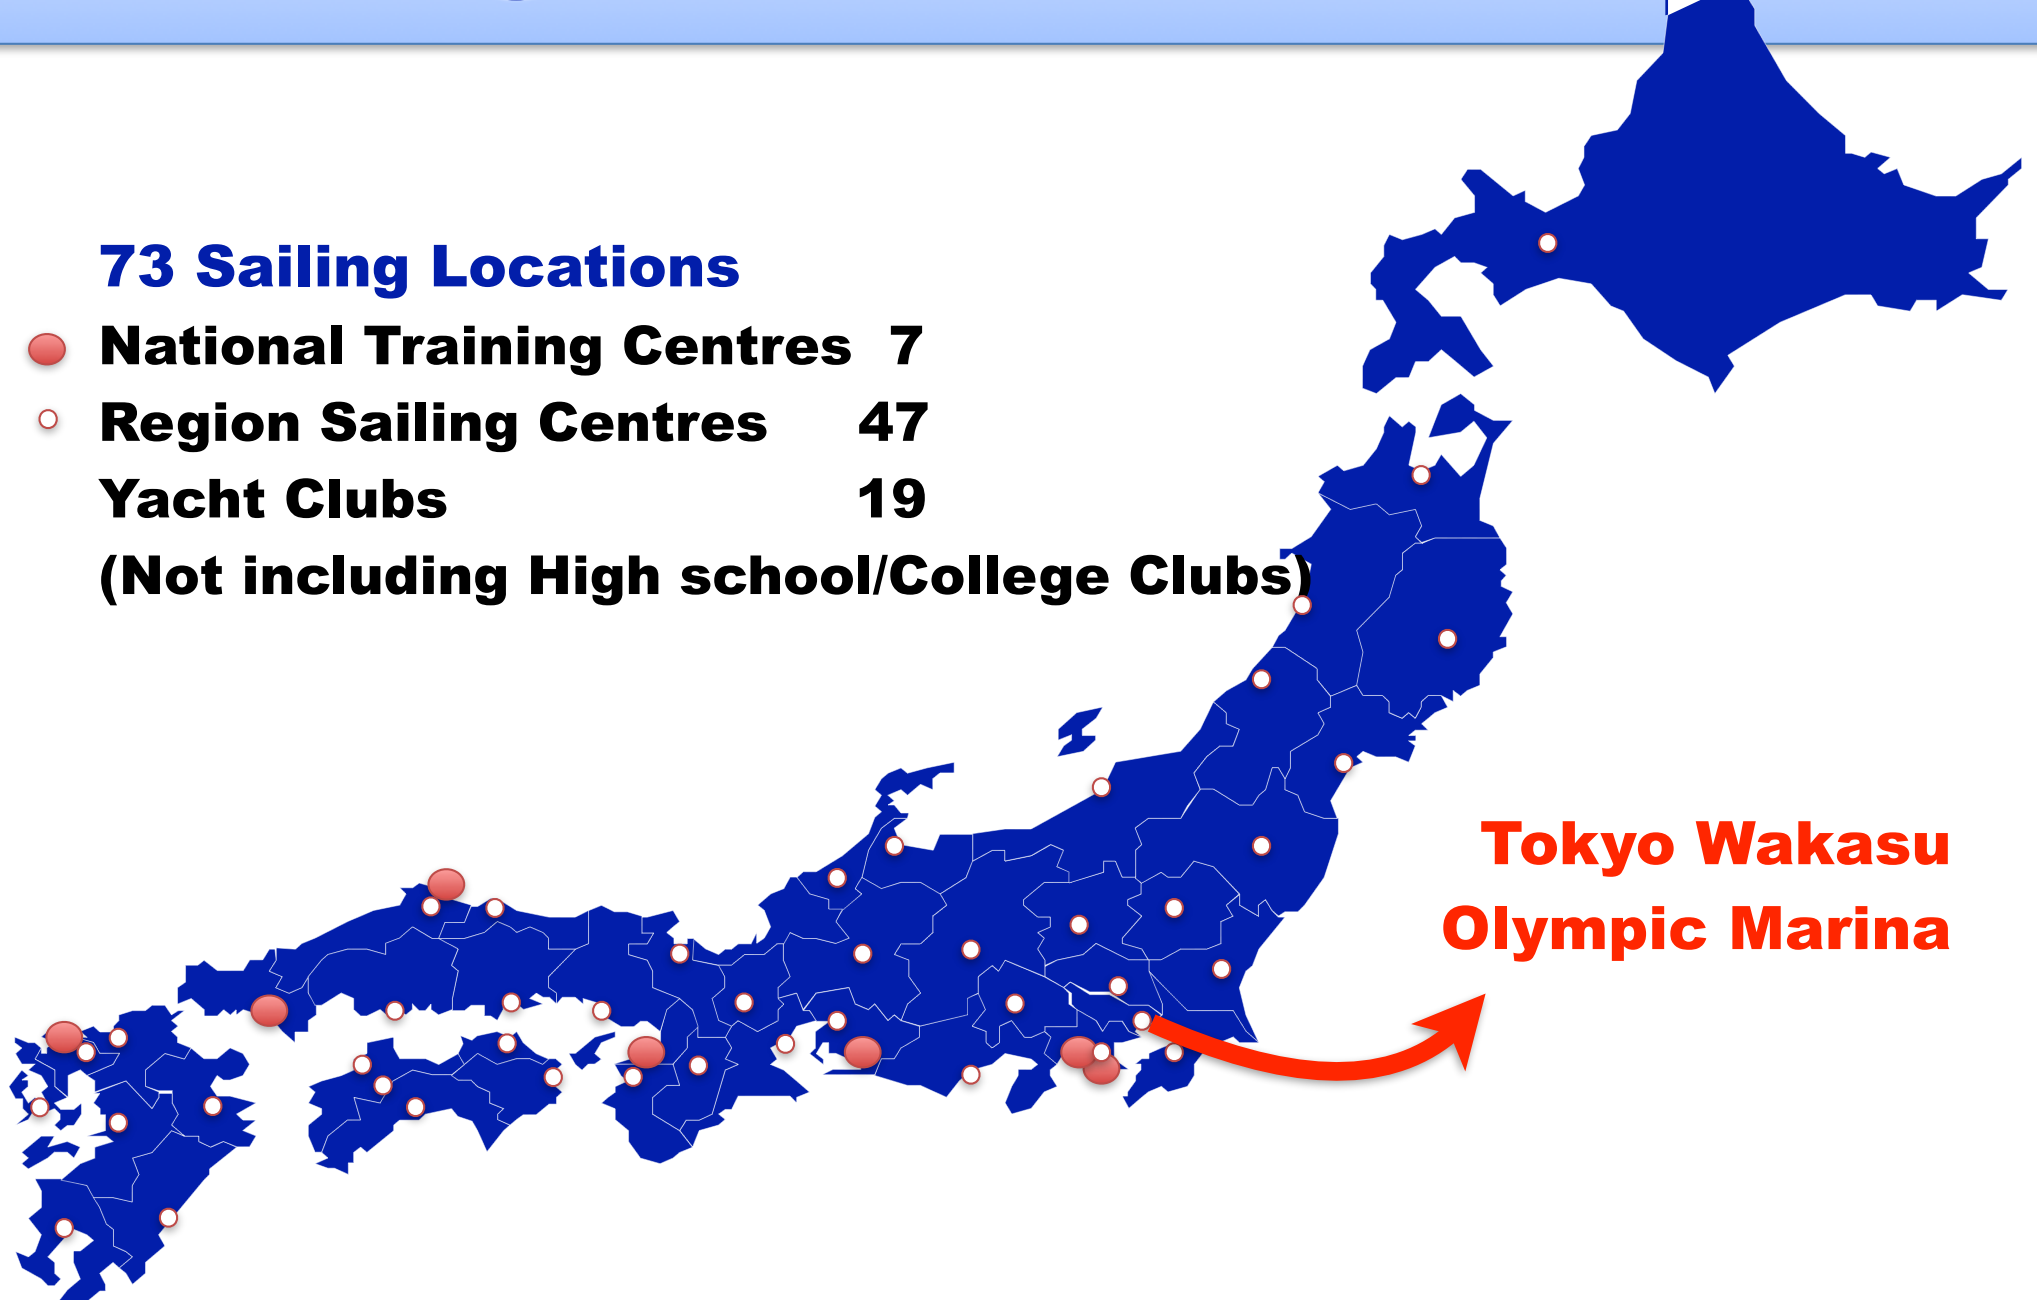 73 Sailing Locations
National Training Centres 7
Region Sailing Centres 47
Yacht Clubs 19
(Not including High school/College Clubs)
Tokyo Wakasu
Olympic Marina